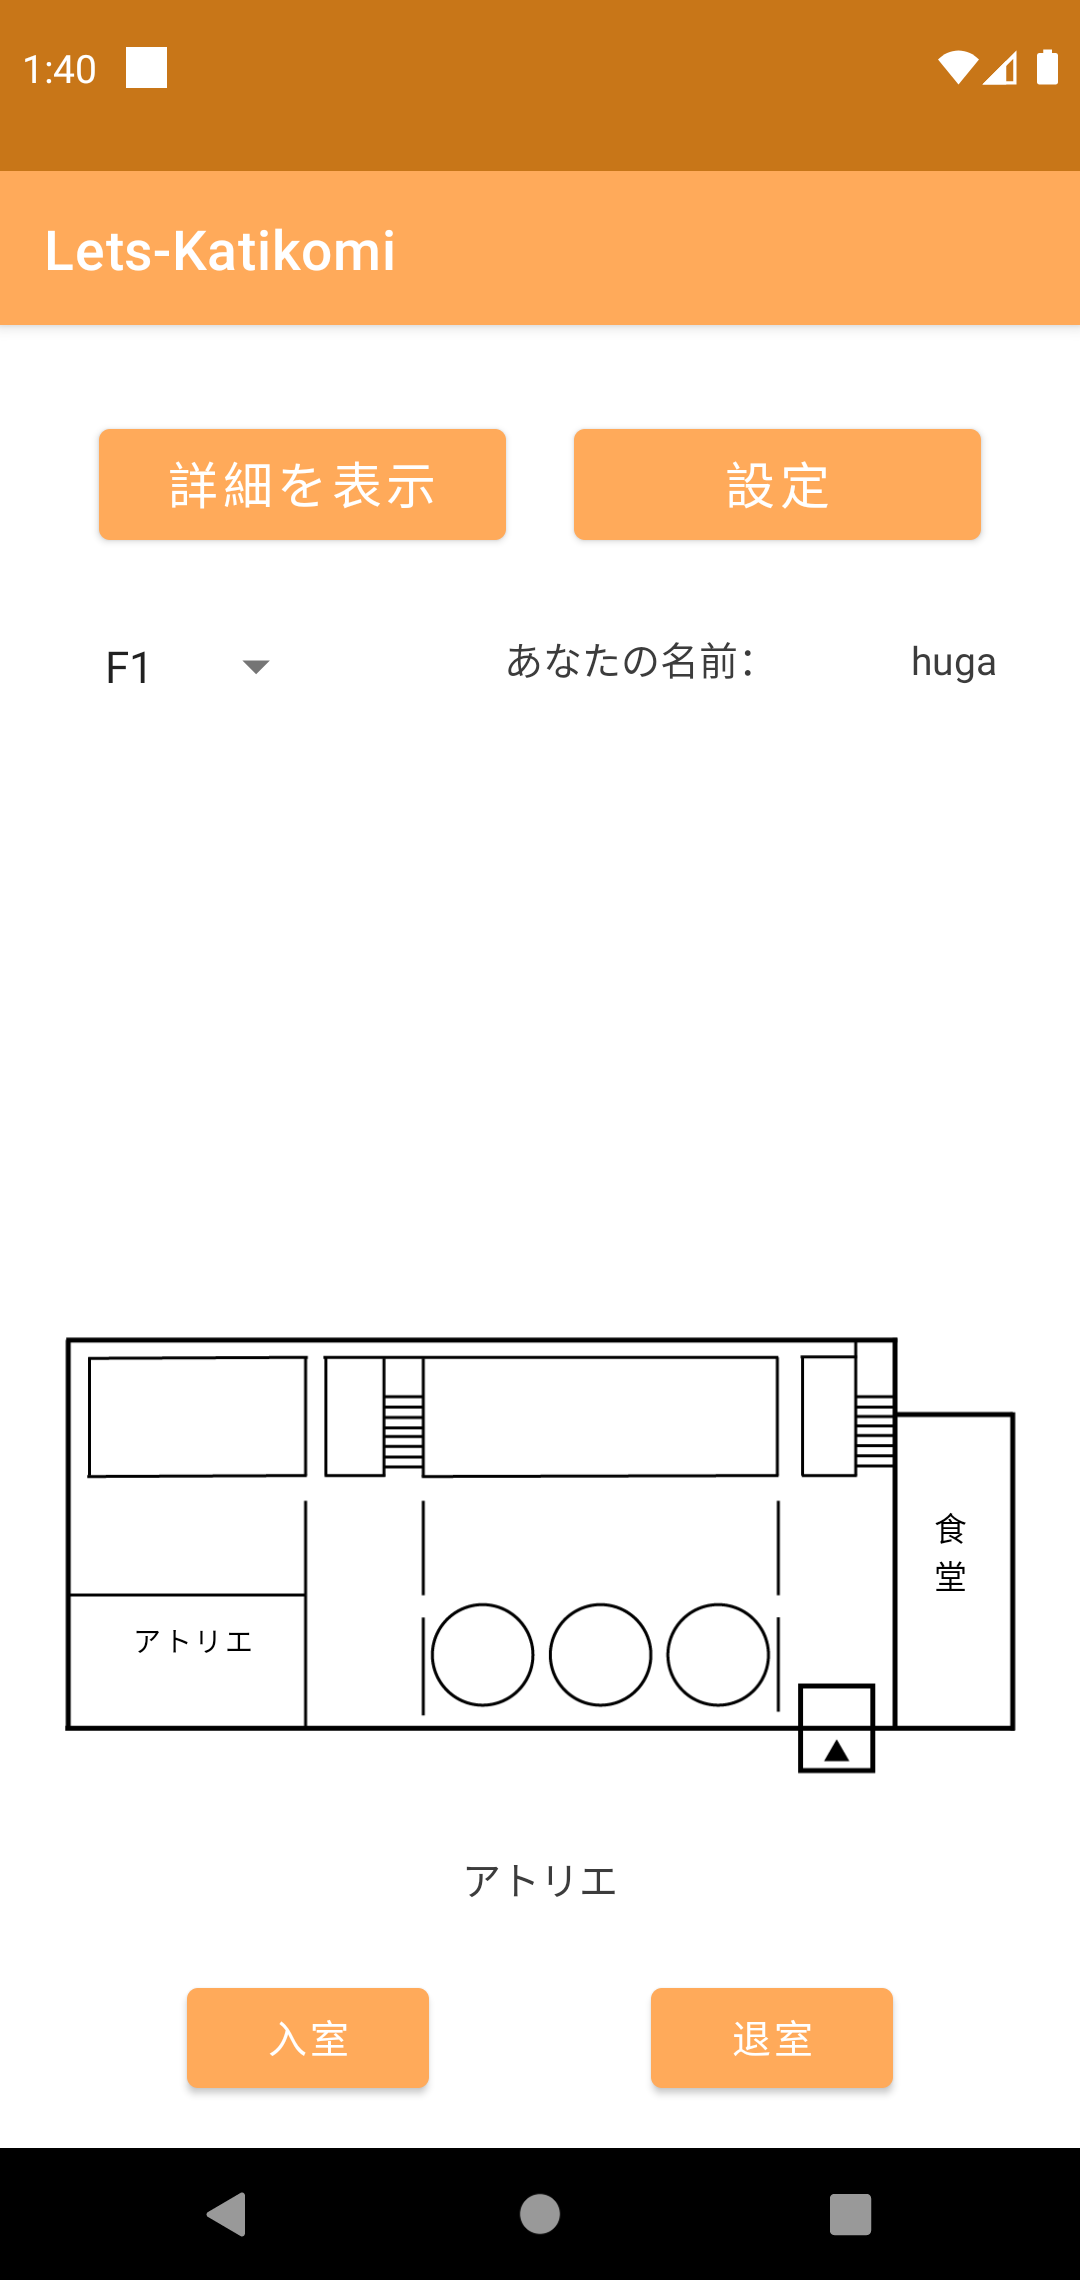 1:40
Lets-Katikomi
詳細を表示
設定
F1
あなたの名前：
huga
食
堂
アトリエ
▲
アトリエ
入室
退室